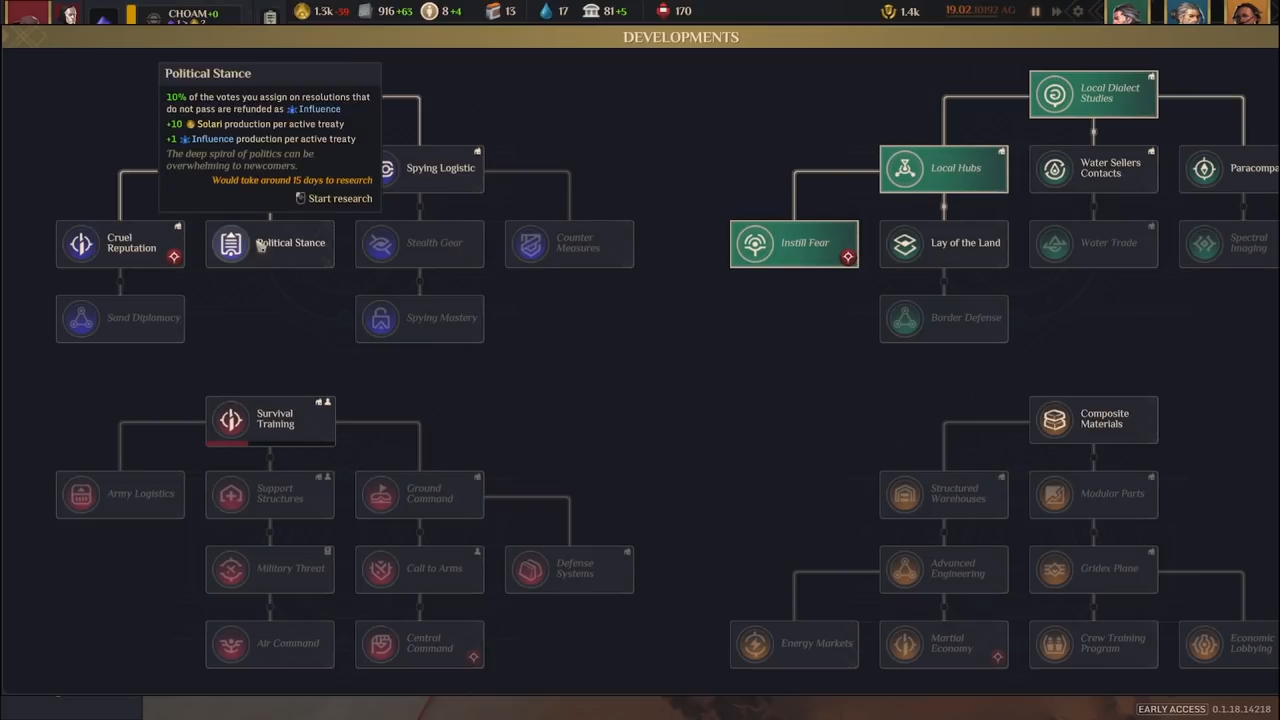 CHOAM+0
1.3k-39
916+63
8+4
13
17
81+5
170
1.4k
19.02.10192 AG
DEVELOPMENTS
Political Stance
10% of the votes you assign on resolutions that
do not pass are refunded as Influence
+10 Solari production per active treaty
+1 Influence production per active treaty
The deep spiral of politics can be
overwhelming to newcomers.
Would take around 15 days to research
Start research
Spying Logistic
Cruel
Reputation
Political Stance
Stealth Gear
Counter
Measures
Sand Diplomacy
Spying Mastery
Local Dialect
Studies
Local Hubs
Water Sellers
Contacts
Paracompa
Instill Fear
Lay of the Land
Water Trade
Spectral
Imaging
Border Defense
Survival
Training
Army Logistics
Support
Structures
Ground
Command
Military Threat
Call to Arms
Defense
Systems
Air Command
Central
Command
Composite
Materials
Structured
Warehouses
Modular Parts
Advanced
Engineering
Gridex Plane
Energy Markets
Martial
Economy
Crew Training
Program
Economic
Lobbying
EARLY ACCESS 0.1.18.14218